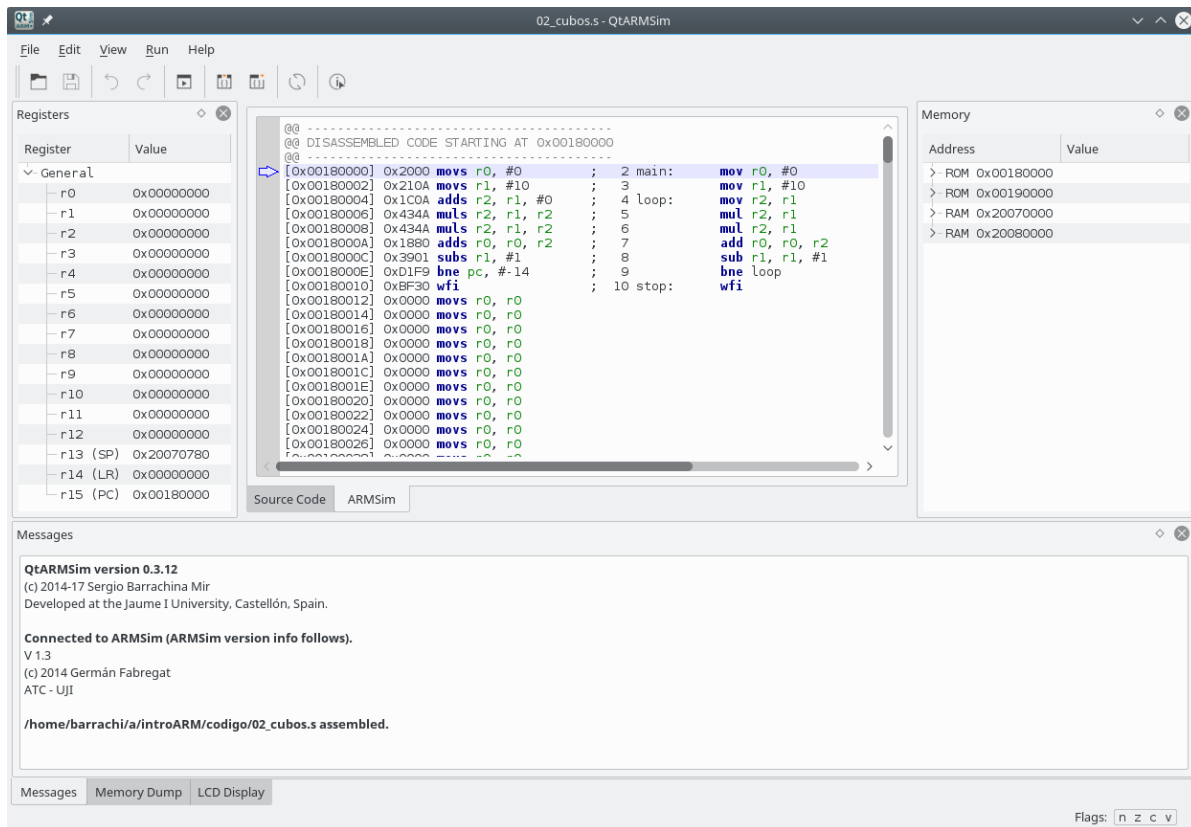 02_cubos.s - QtARMSim
File Edit View Run Help
Registers
Register Value
General
r0 0x00000000
r1 0x00000000
r2 0x00000000
r3 0x00000000
r4 0x00000000
r5 0x00000000
r6 0x00000000
r7 0x00000000
r8 0x00000000
r9 0x00000000
r10 0x00000000
r11 0x00000000
r12 0x00000000
r13 (SP) 0x20070780
r14 (LR) 0x00000000
r15 (PC) 0x00180000
@@ ----------------------------------------
@@ DISASSEMBLED CODE STARTING AT 0x00180000
@@ ----------------------------------------
[0x00180000] 0x2000 movs r0, #0 ; 2 main: mov r0, #0
[0x00180002] 0x210A movs r1, #10 ; 3 mov r1, #10
[0x00180004] 0x1C0A adds r2, r1, #0 ; 4 loop: mov r2, r1
[0x00180006] 0x434A muls r2, r1, r2 ; 5 mul r2, r1
[0x00180008] 0x434A muls r2, r1, r2 ; 6 mul r2, r1
[0x0018000A] 0x1880 adds r0, r0, r2 ; 7 add r0, r0, r2
[0x0018000C] 0x3901 subs r1, #1 ; 8 sub r1, r1, #1
[0x0018000E] 0xD1F9 bne pc, #-14 ; 9 bne loop
[0x00180010] 0xBF30 wfi ; 10 stop: wfi
[0x00180012] 0x0000 movs r0, r0
[0x00180014] 0x0000 movs r0, r0
[0x00180016] 0x0000 movs r0, r0
[0x00180018] 0x0000 movs r0, r0
[0x0018001A] 0x0000 movs r0, r0
[0x0018001C] 0x0000 movs r0, r0
[0x0018001E] 0x0000 movs r0, r0
[0x00180020] 0x0000 movs r0, r0
[0x00180022] 0x0000 movs r0, r0
[0x00180024] 0x0000 movs r0, r0
[0x00180026] 0x0000 movs r0, r0
Source Code ARMSim
Memory
Address Value
ROM 0x00180000
ROM 0x00190000
RAM 0x20070000
RAM 0x20080000
Messages
QtARMSim version 0.3.12
(c) 2014-17 Sergio Barrachina Mir
Developed at the Jaume I University, Castellón, Spain.
Connected to ARMSim (ARMSim version info follows).
V 1.3
(c) 2014 Germán Fabregat
ATC - UJI
/home/barrachi/a/introARM/codigo/02_cubos.s assembled.
Messages Memory Dump LCD Display
Flags: n z c v